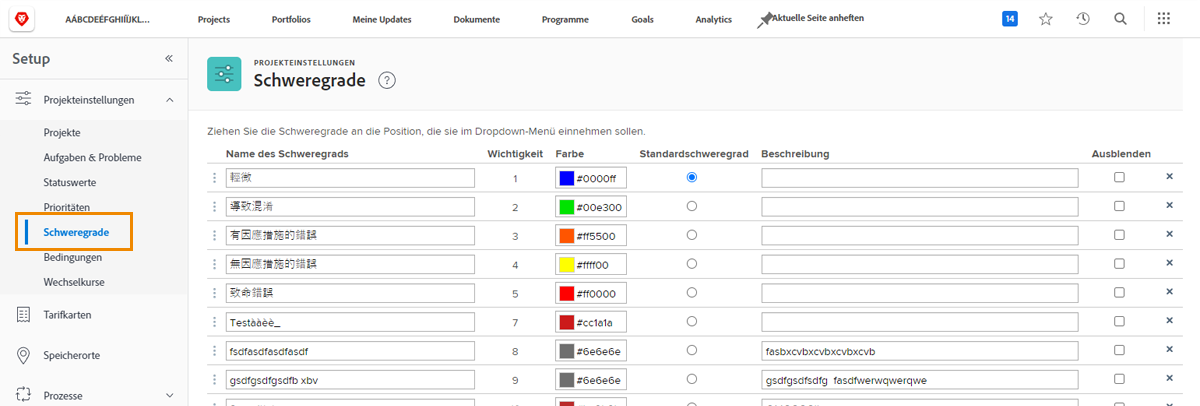 AÁBCDEÉFGHIÍÏJKL... Projects Portfolios Meine Updates Dokumente Programme Goals Analytics Aktuelle Seite anheften 14
Setup «
PROJEKTEINSTELLUNGEN
Schweregrade ?
Projekteinstellungen
Projekte
Aufgaben & Probleme
Statuswerte
Prioritäten
Schweregrade
Bedingungen
Wechselkurse
Tarifkarten
Speicherorte
Prozesse
Ziehen Sie die Schweregrade an die Position, die sie im Dropdown-Menü einnehmen sollen.
Name des Schweregrads Wichtigkeit Farbe Standardschweregrad Beschreibung Ausblenden
輕微 1 #0000ff
導致混淆 2 #00e300
有因應措施的錯誤 3 #ff5500
無因應措施的錯誤 4 #ffff00
致命錯誤 5 #ff0000
Testàáèè_ 7 #cc1a1a
fsdfasdfasdfasdf 8 #6e6e6e fasbxcvbxcvbxcvbxcvb
gsdfgsdfgsdfb xbv 9 #6e6e6e gsdfgsdfsdfg fasdfwerwqwerqwe